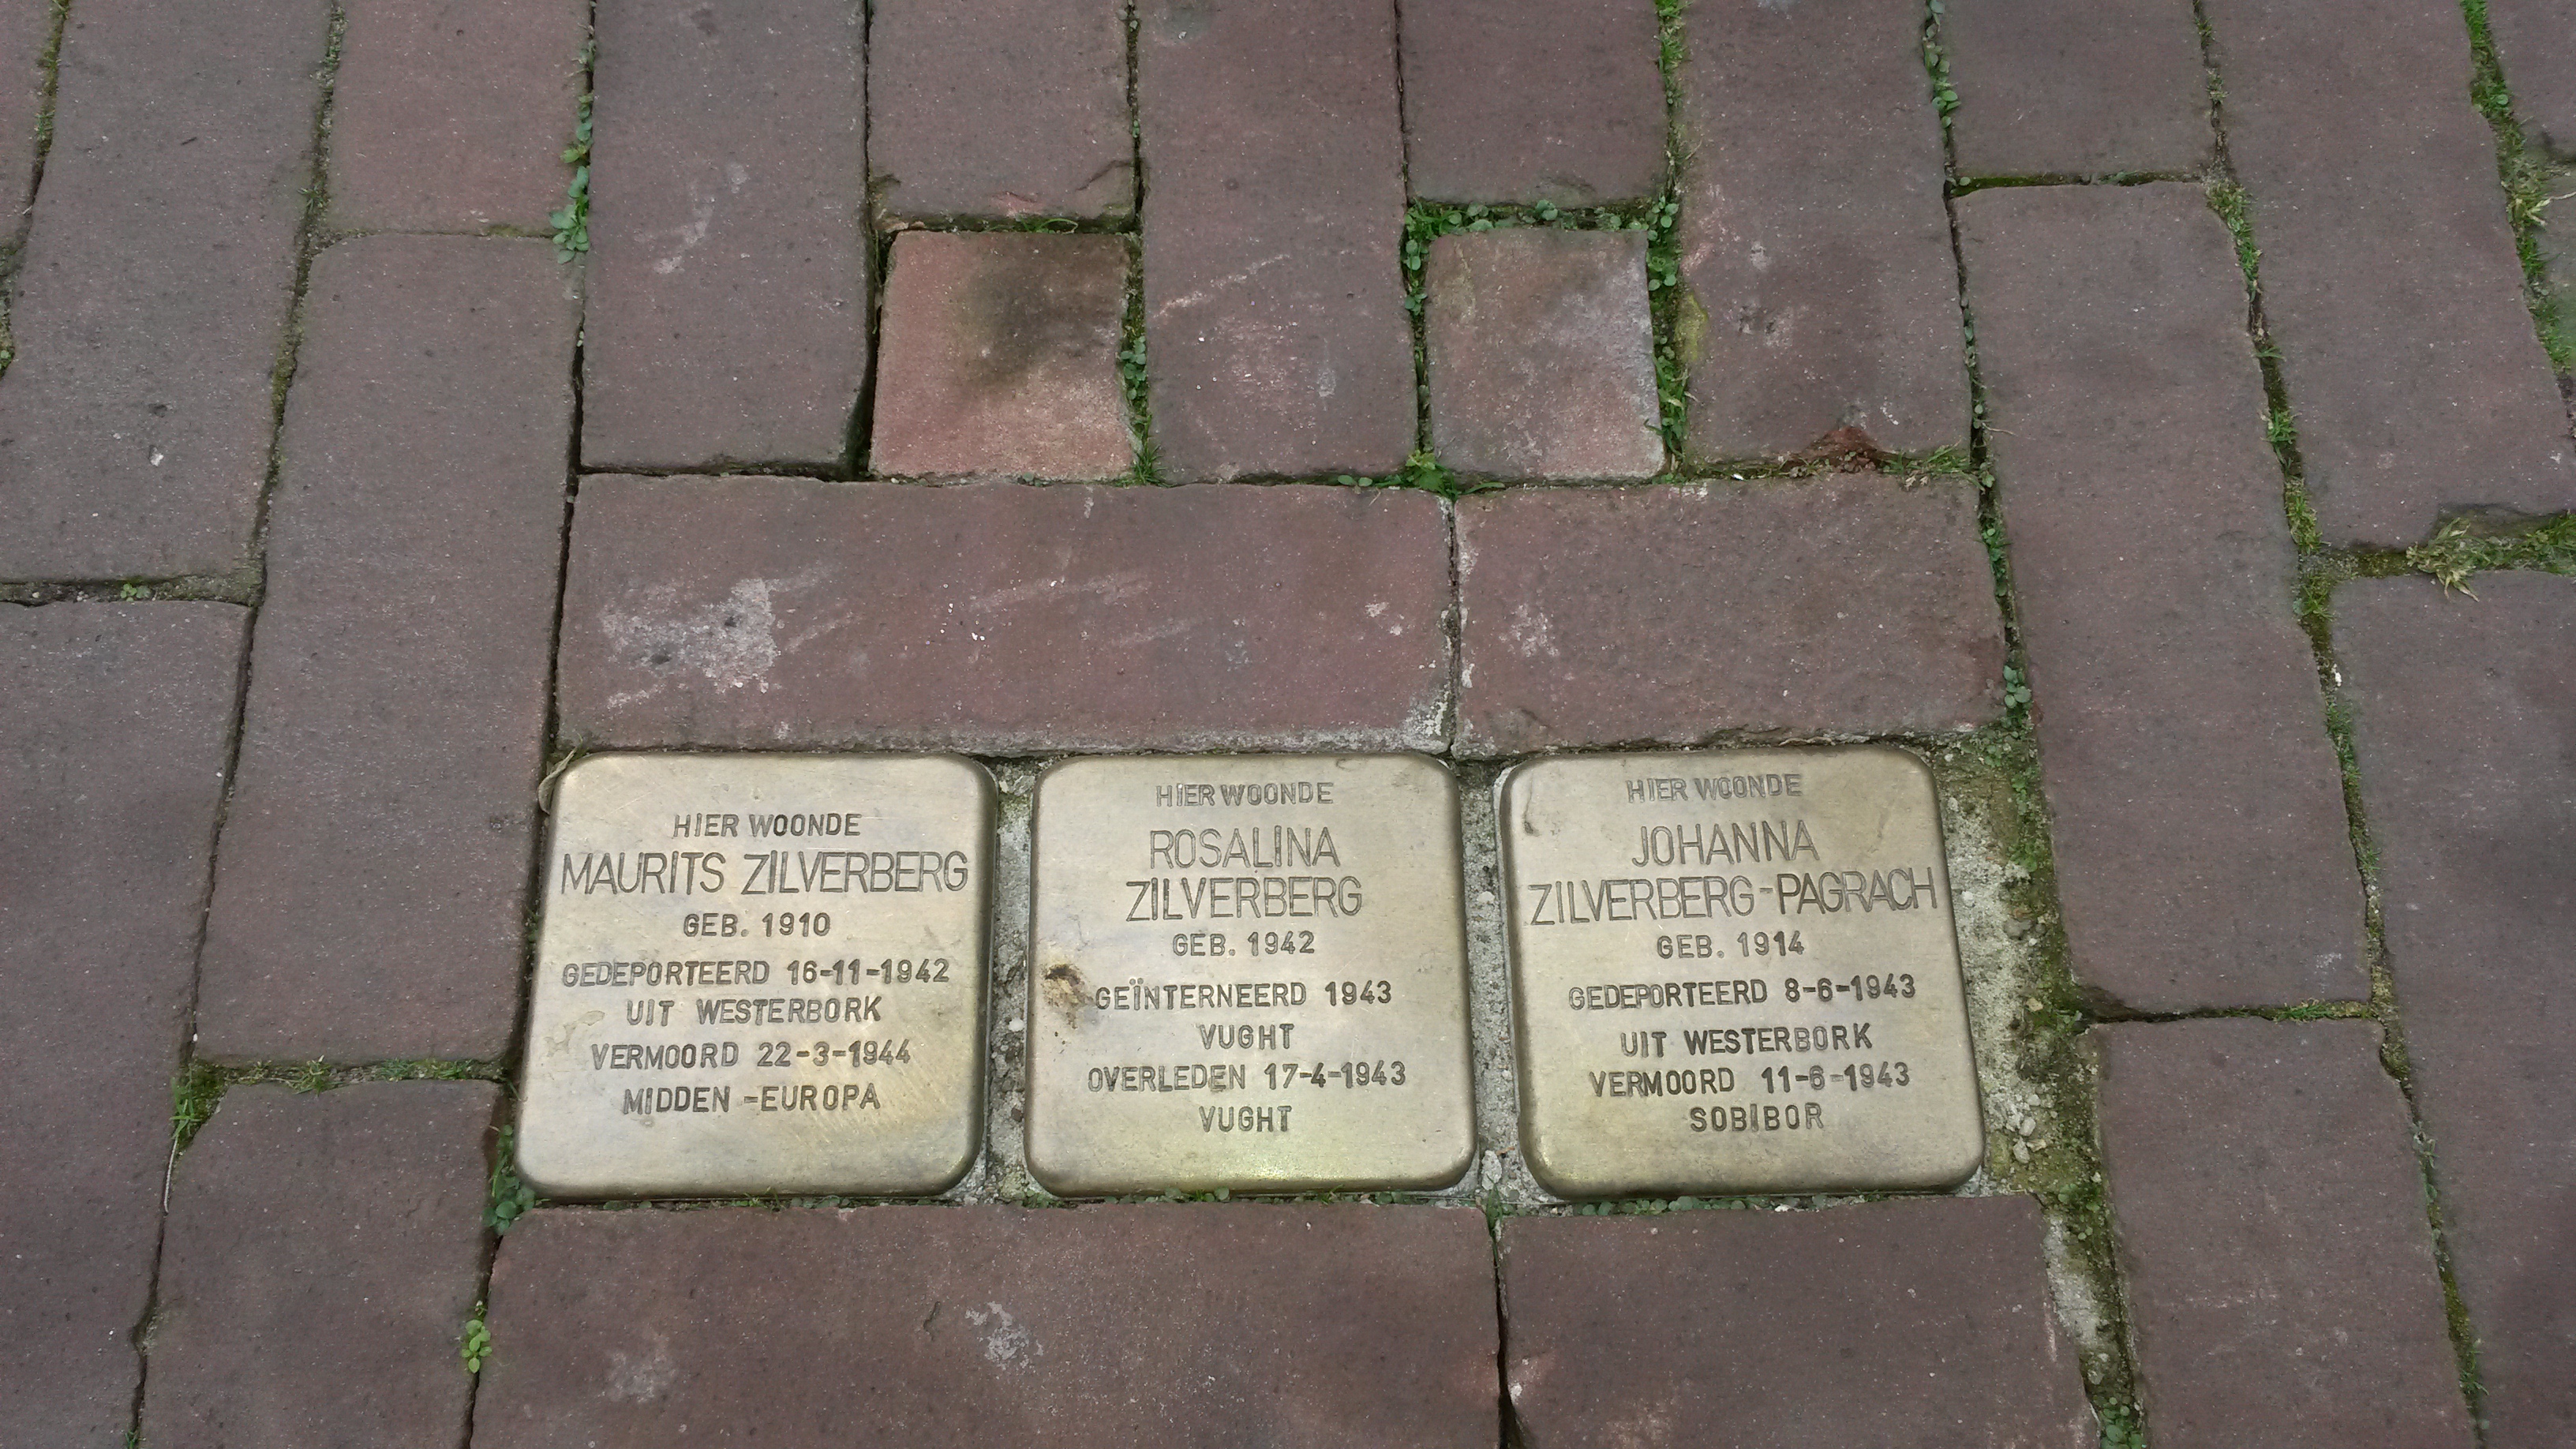 HIER WOONDE
MAURITS ZILVERBERG
GEB. 1910
GEDEPORTEERD 16-11-1942
UIT WESTERBORK
VERMOORD 22-3-1944
MIDDEN-EUROPA
HIER WOONDE
ROSALINA
ZILVERBERG
GEB. 1942
GEÏNTERNEERD 1943
VUGHT
OVERLEDEN 17-4-1943
VUGHT
HIER WOONDE
JOHANNA
ZILVERBERG-PAGRACH
GEB. 1914
GEDEPORTEERD 8-6-1943
UIT WESTERBORK
VERMOORD 11-6-1943
SOBIBOR